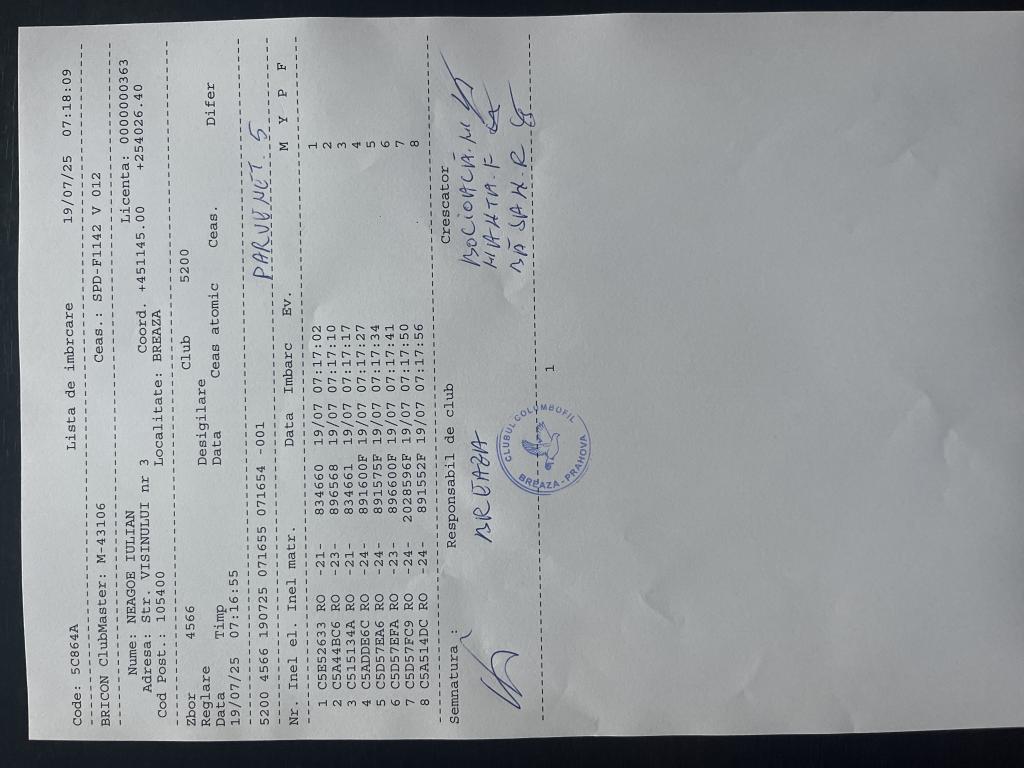 Code: 5C864A Lista de imbrcare 19/07/25 07:18:09
BRICON ClubMaster: M-43106 Ceas.: SPD-F1142 V 012
Nume: NEAGOE IULIAN Licenta: 0000000363
Adresa: Str. VISINULUI nr 3 Coord. +451145.00 +254026.40
Cod Post.: 105400 Localitate: BREAZA
Zbor 4566 Club 5200
Reglare Desigilare
Data Timp Data Ceas atomic Ceas. Difer
19/07/25 07:16:55
5200 4566 190725 071655 071654 -001 PARVENET 5
Nr. Inel el. Inel matr. Data Imbarc Ev. M Y P F
1 C5E52633 RO -21- 834660 19/07 07:17:02 1
2 C5A44BC6 RO -23- 896568 19/07 07:17:10 2
3 C515134A RO -21- 834661 19/07 07:17:17 3
4 C5ADDE6C RO -24- 891600F 19/07 07:17:27 4
5 C5D57EA6 RO -24- 891575F 19/07 07:17:34 5
6 C5D57EFA RO -23- 896600F 19/07 07:17:41 6
7 C5D57FC9 RO -24- 2028596F 19/07 07:17:50 7
8 C5A514DC RO -24- 891552F 19/07 07:17:56 8
Semnatura : Responsabil de club Crescator
BREAZA
CLUBUL COLUMBOFIL
BREAZA-PRAHOVA
1